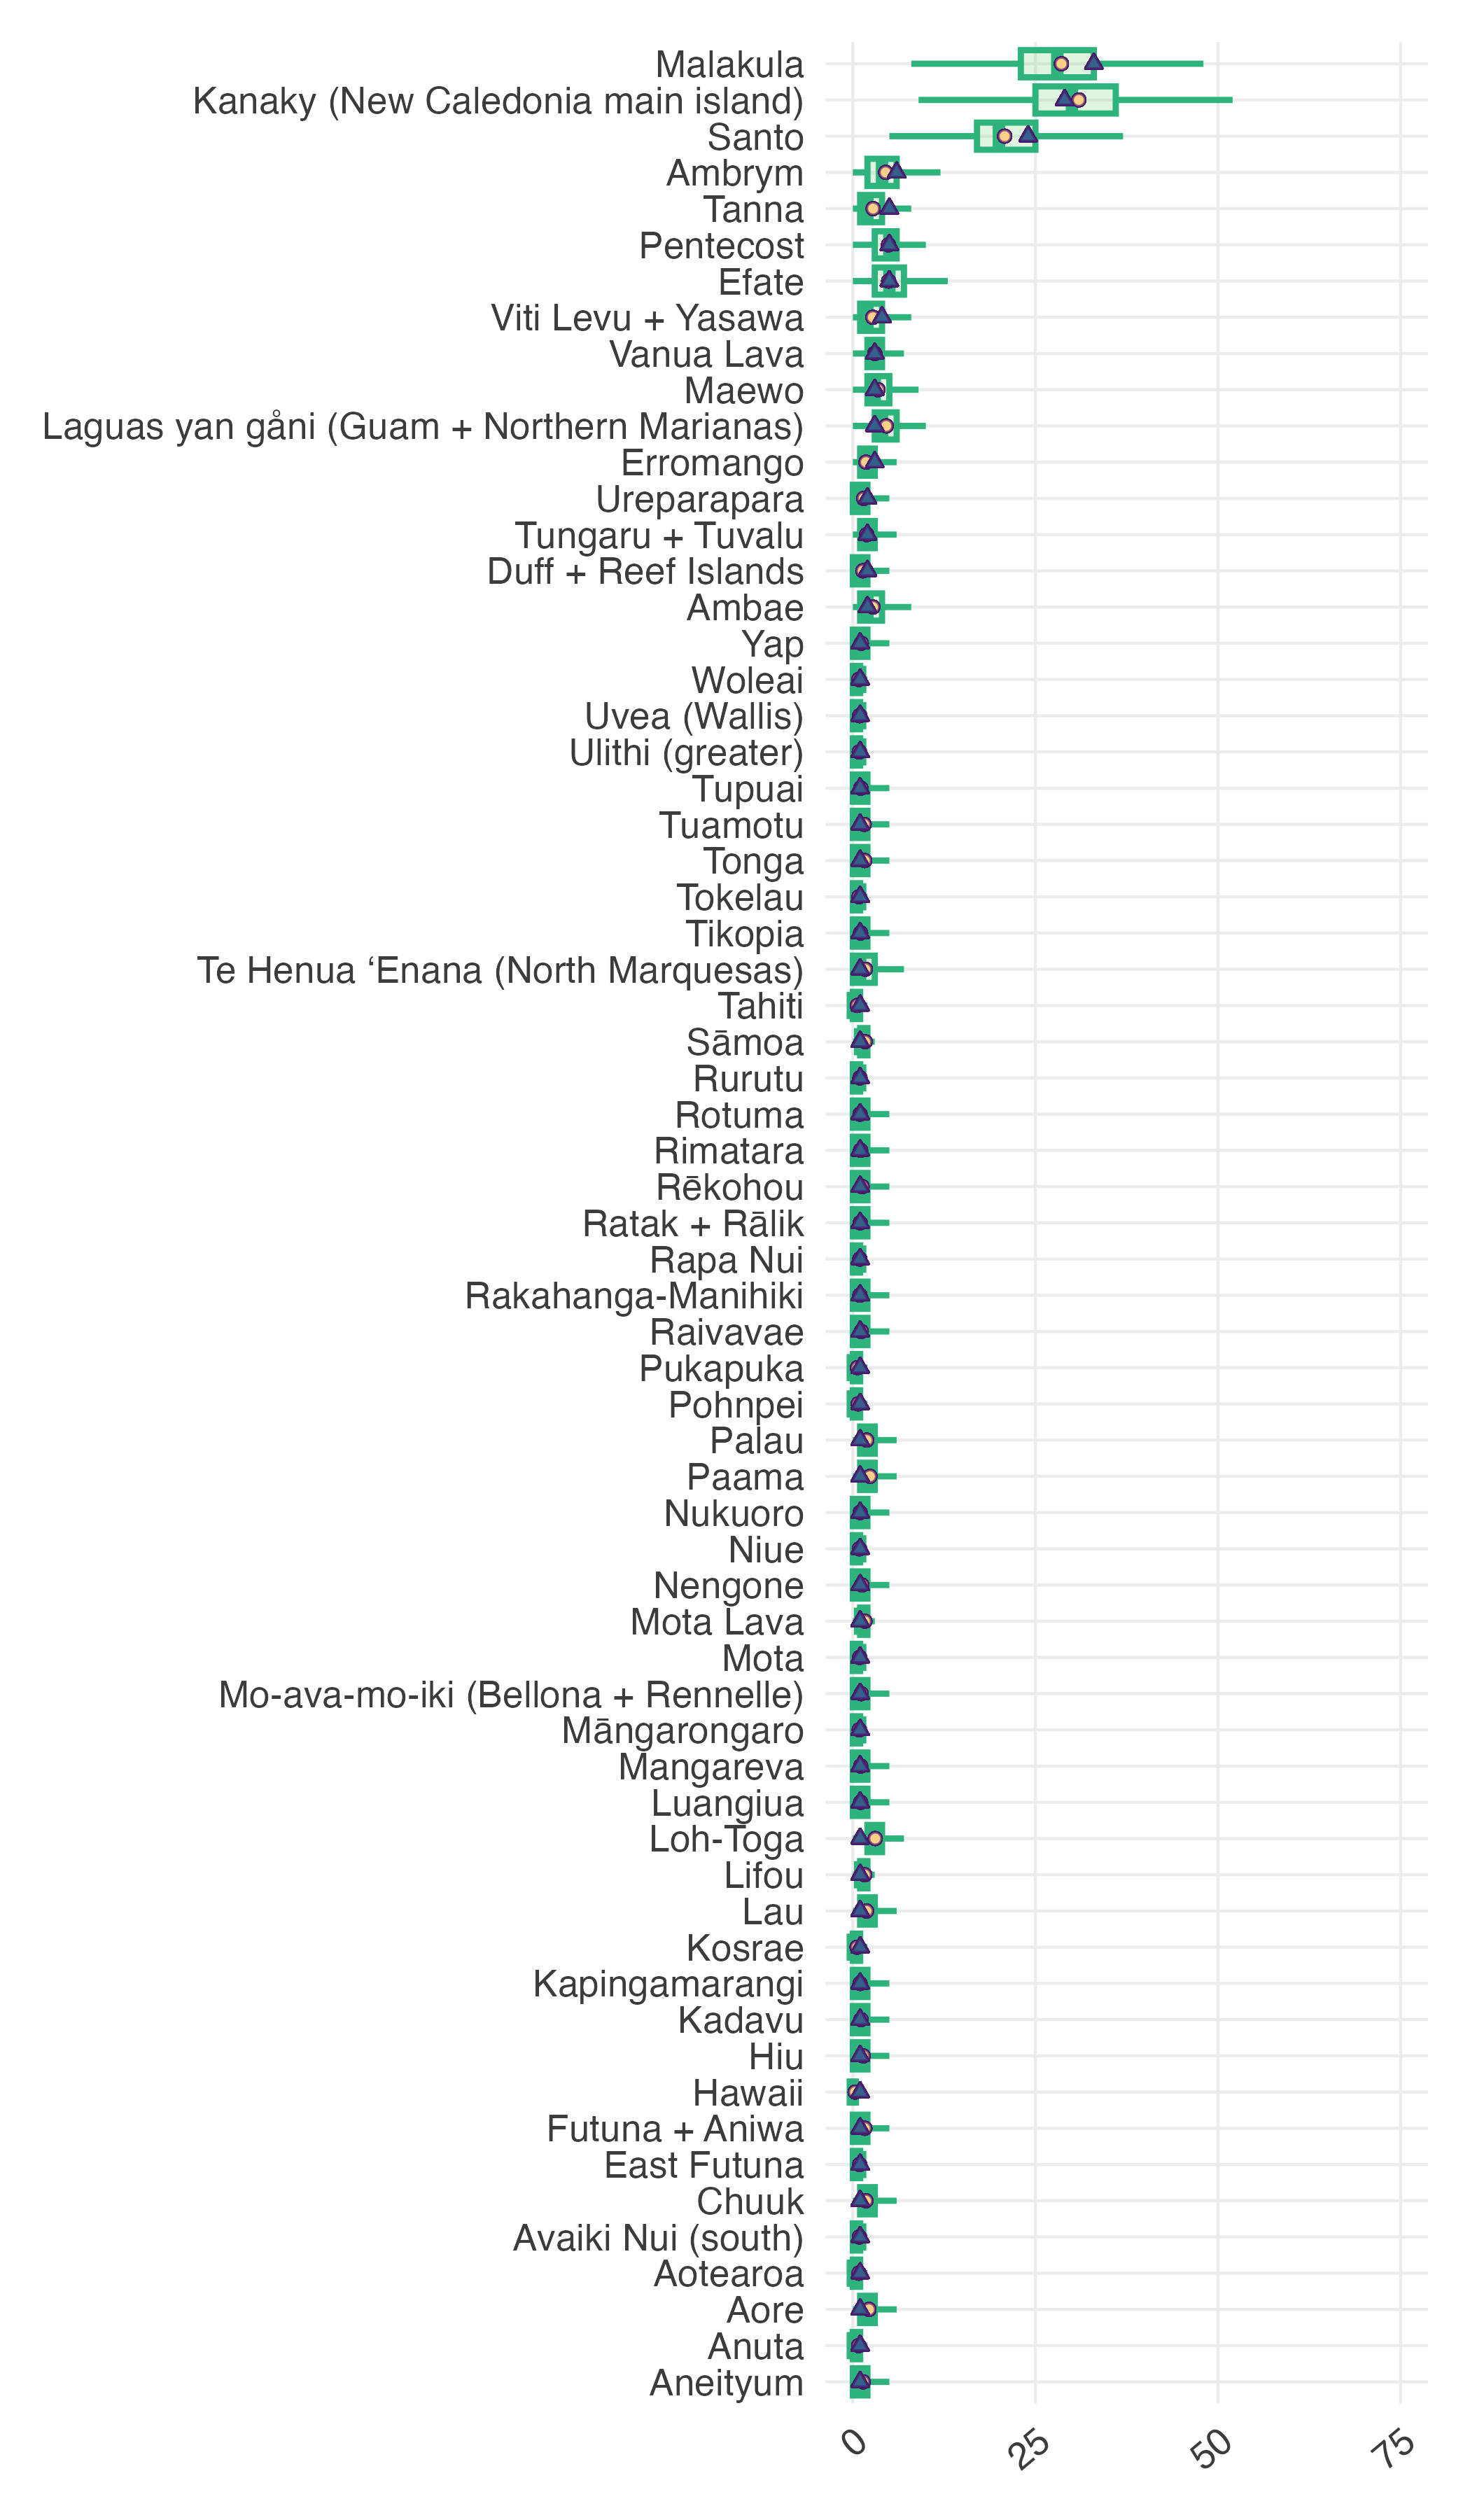 Malakula
Kanaky (New Caledonia main island)
Santo
Ambrym
Tanna
Pentecost
Efate
Viti Levu + Yasawa
Vanua Lava
Maewo
Laguas yan gåni (Guam + Northern Marianas)
Erromango
Ureparapara
Tungaru + Tuvalu
Duff + Reef Islands
Ambae
Yap
Woleai
Uvea (Wallis)
Ulithi (greater)
Tupuai
Tuamotu
Tonga
Tokelau
Tikopia
Te Henua ‘Enana (North Marquesas)
Tahiti
Sāmoa
Rurutu
Rotuma
Rimatara
Rēkohou
Ratak + Rālik
Rapa Nui
Rakahanga-Manihiki
Raivavae
Pukapuka
Pohnpei
Palau
Paama
Nukuoro
Niue
Nengone
Mota Lava
Mota
Mo-ava-mo-iki (Bellona + Rennelle)
Māngarongaro
Mangareva
Luangiua
Loh-Toga
Lifou
Lau
Kosrae
Kapingamarangi
Kadavu
Hiu
Hawaii
Futuna + Aniwa
East Futuna
Chuuk
Avaiki Nui (south)
Aotearoa
Aore
Anuta
Aneityum
0 25 50 75